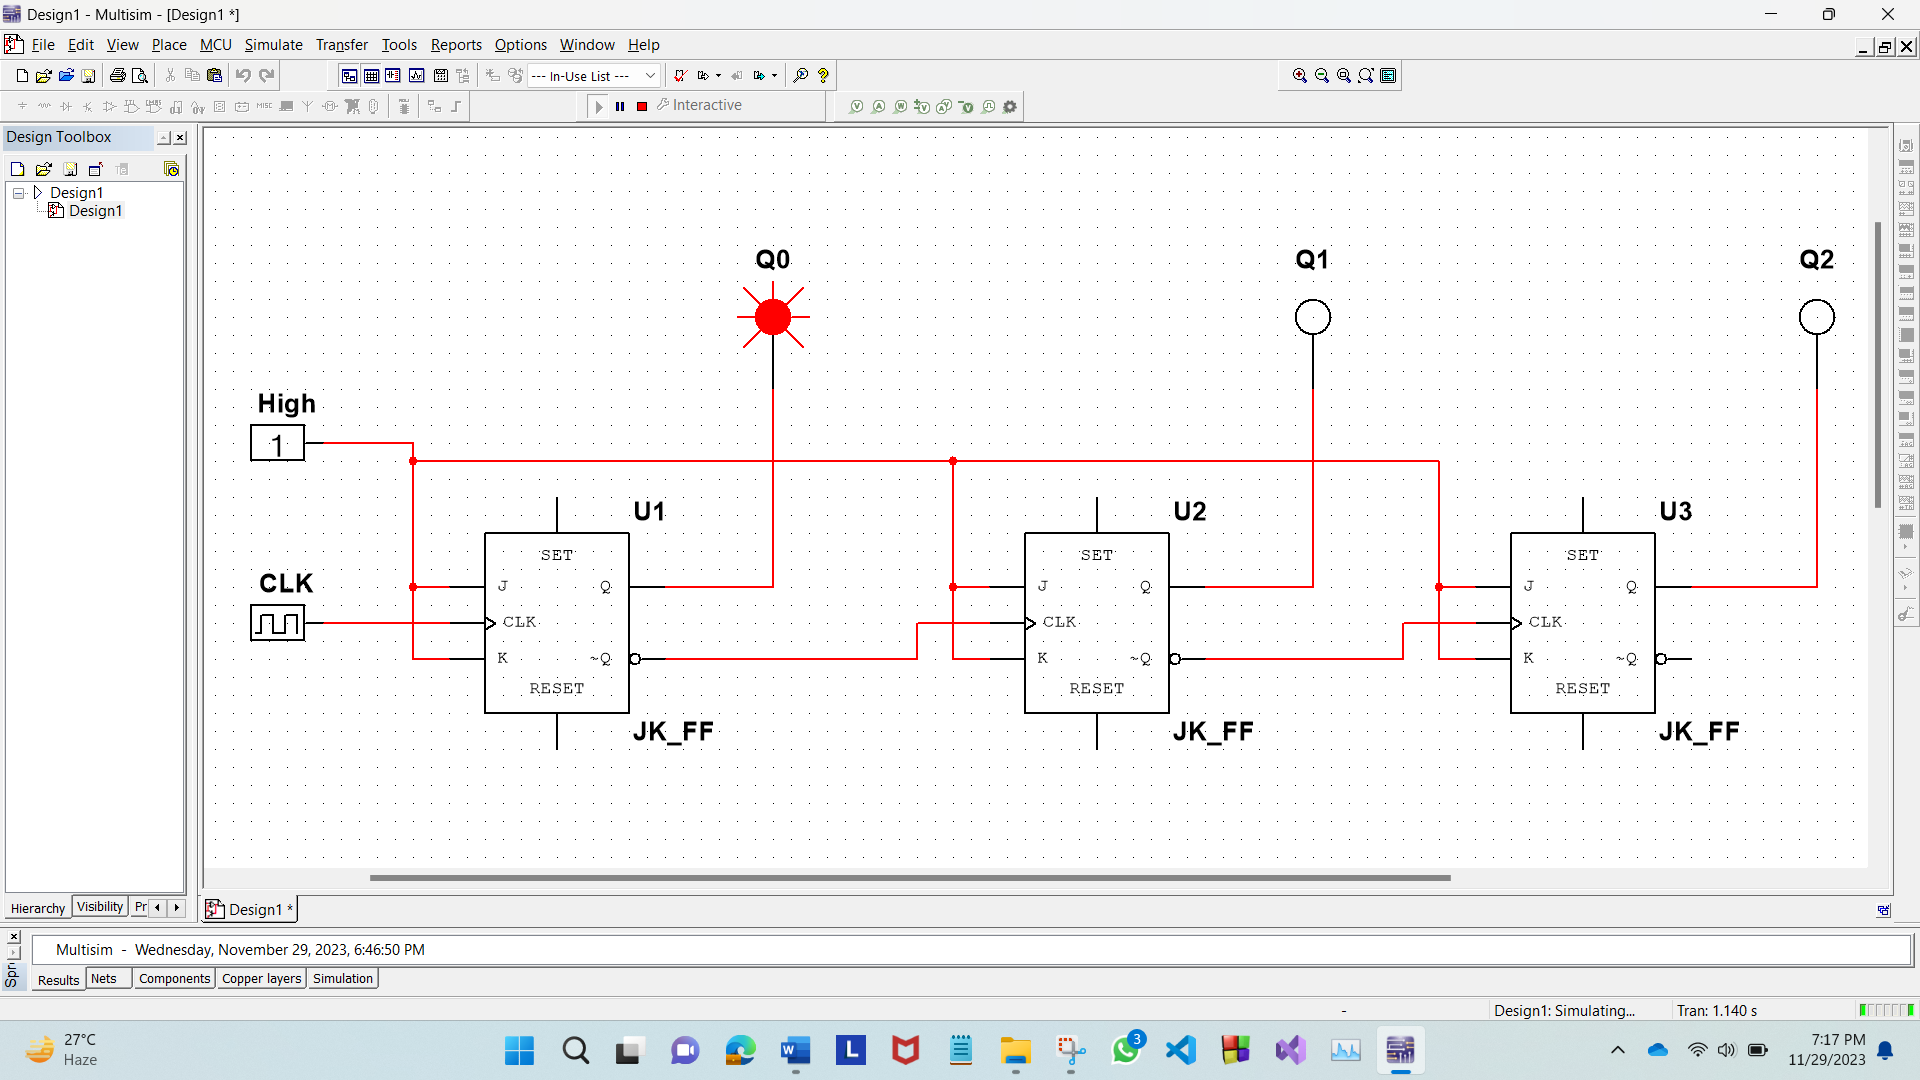 Design1 - Multisim - [Design1 *]
File Edit View Place MCU Simulate Transfer Tools Reports Options Window Help
--- In-Use List ---
MISC Interactive
Design Toolbox
Design1
Design1
Q0 Q1 Q2
High
1
U1 U2 U3
SET SET SET
CLK
J Q J Q J Q
CLK CLK CLK
K ~Q K ~Q K ~Q
RESET RESET RESET
JK_FF JK_FF JK_FF
Hierarchy Visibility Pr
Design1 *
Multisim - Wednesday, November 29, 2023, 6:46:50 PM
Spr
Results Nets Components Copper layers Simulation
- Design1: Simulating... Tran: 1.140 s
27°C
Haze
W
L
3
7:17 PM
11/29/2023